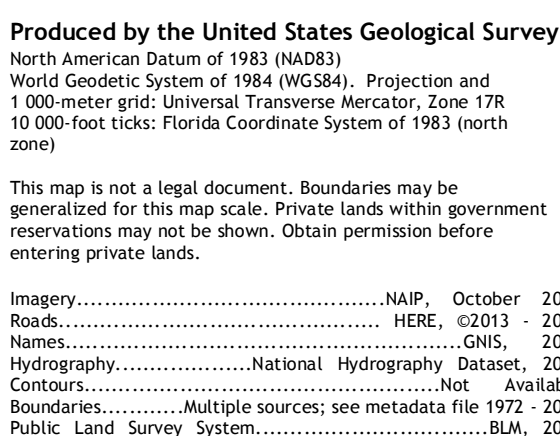 Produced by the United States Geological Survey
North American Datum of 1983 (NAD83)
World Geodetic System of 1984 (WGS84). Projection and
1 000-meter grid: Universal Transverse Mercator, Zone 17R
10 000-foot ticks: Florida Coordinate System of 1983 (north
zone)
This map is not a legal document. Boundaries may be
generalized for this map scale. Private lands within government
reservations may not be shown. Obtain permission before
entering private lands.
Imagery..............................................NAIP, October
Roads................................................ HERE, ©2013 -
Names..........................................................GNIS,
Hydrography....................National Hydrography Dataset,
Contours....................................................Not
Boundaries............Multiple sources; see metadata file 1972 -
Public Land Survey System..............................BLM,